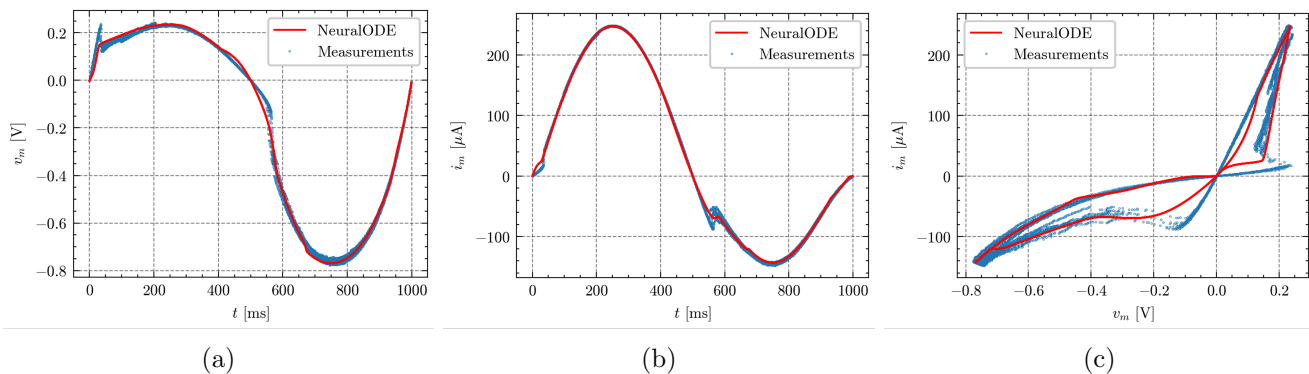 0.2
0.0
−0.2
−0.4
−0.6
−0.8
v_m [V]
NeuralODE
Measurements
0 200 400 600 800 1000
t [ms]
(a)
200
100
0
−100
i_m [μA]
NeuralODE
Measurements
0 200 400 600 800 1000
t [ms]
(b)
200
100
0
−100
i_m [μA]
NeuralODE
Measurements
−0.8 −0.6 −0.4 −0.2 0.0 0.2
v_m [V]
(c)